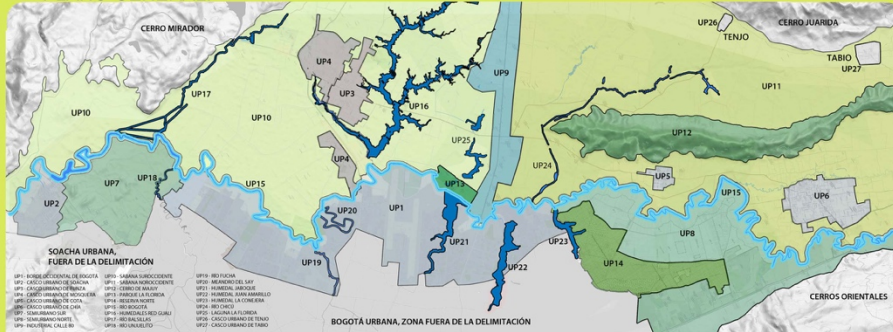 CERRO MIRADOR
UP26
TENJO
CERRO JUARIDA
TABIO
UP27
UP17
UP4
UP9
UP3
UP16
UP11
UP10
UP10
UP25
UP12
UP24
UP4
UP5
UP13
UP18
UP7
UP15
UP15
UP6
UP2
UP20
UP1
UP8
UP21
UP23
UP22
UP14
UP19
SOACHA URBANA,
FUERA DE LA DELIMITACIÓN
UP1 - BORDE OCCIDENTAL DE BOGOTÁ
UP2 - CASCO URBANO DE SOACHA
UP3 - CASCO URBANO DE FUNZA
UP4 - CASCO URBANO DE MOSQUERA
UP5 - CASCO URBANO DE COTA
UP6 - CASCO URBANO DE CHIA
UP7 - SEMIURBANO SUR
UP8 - SEMIURBANO NORTE
UP9 - INDUSTRIAL CALLE 80
UP10 - SABANA SUROCCIDENTE
UP11 - SABANA NOROCCIDENTE
UP12 - CERRO DE MAJUY
UP13 - PARQUE LA FLORIDA
UP14 - RESERVA NORTE
UP15 - RÍO BOGOTÁ
UP16 - HUMEDALES RED GUALI
UP17 - RÍO BALSILLAS
UP19 - RÍO FUCHA
UP20 - MEANDRO DEL SAY
UP21 - HUMEDAL JABOQUE
UP22 - HUMEDAL JUAN AMARILLO
UP23 - HUMEDAL LA CONEJERA
UP24 - RÍO CHICÚ
UP25 - LAGUNA LA FLORIDA
UP26 - CASCO URBANO DE TENJO
UP27 - CASCO URBANO DE TABIO
BOGOTÁ URBANA, ZONA FUERA DE LA DELIMITACIÓN
CERROS ORIENTALES